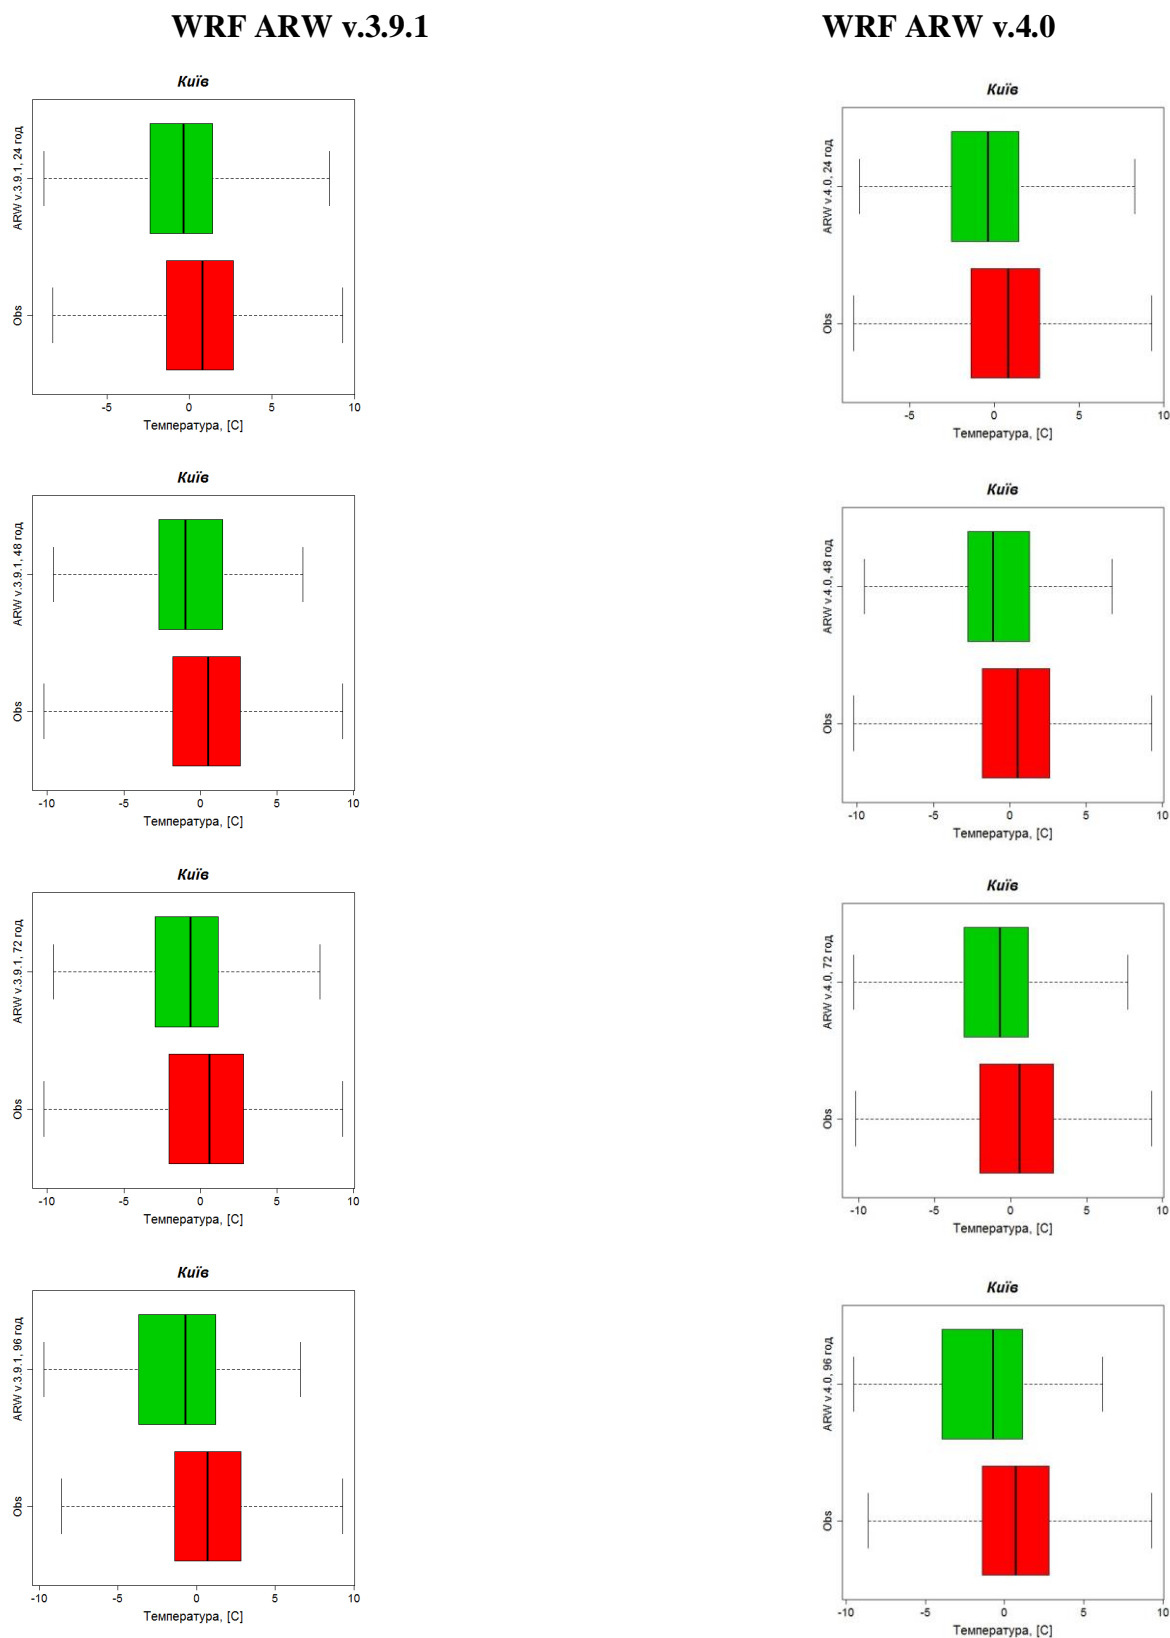 WRF ARW v.3.9.1
WRF ARW v.4.0
Київ
ARW v.3.9.1, 24 год
Obs
-5 0 5 10
Температура, [C]
Київ
ARW v.4.0, 24 год
Obs
-5 0 5 10
Температура, [C]
Київ
ARW v.3.9.1, 48 год
Obs
-10 -5 0 5 10
Температура, [C]
Київ
ARW v.4.0, 48 год
Obs
-10 -5 0 5 10
Температура, [C]
Київ
ARW v.3.9.1, 72 год
Obs
-10 -5 0 5 10
Температура, [C]
Київ
ARW v.4.0, 72 год
Obs
-10 -5 0 5 10
Температура, [C]
Київ
ARW v.3.9.1, 96 год
Obs
-10 -5 0 5 10
Температура, [C]
Київ
ARW v.4.0, 96 год
Obs
-10 -5 0 5 10
Температура, [C]